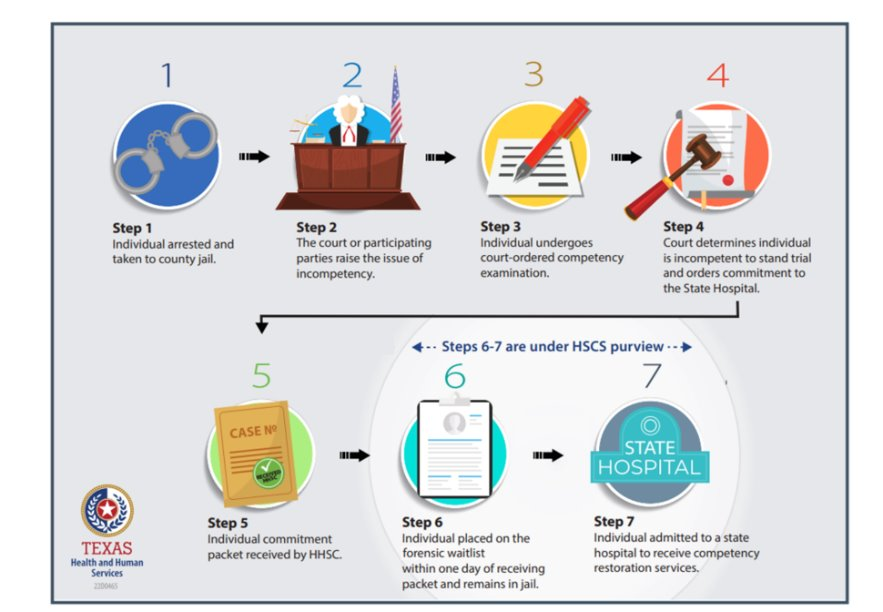 1
2
3
4
Step 1
Individual arrested and
taken to county jail.
Step 2
The court or participating
parties raise the issue of
incompetency.
Step 3
Individual undergoes
court-ordered competency
examination.
Step 4
Court determines individual
is incompetent to stand trial
and orders commitment to
the State Hospital.
Steps 6-7 are under HSCS purview
5
6
7
CASE Nº
RECEIVED
HHSC
STATE
HOSPITAL
Step 5
Individual commitment
packet received by HHSC.
Step 6
Individual placed on the
forensic waitlist
within one day of receiving
packet and remains in jail.
Step 7
Individual admitted to a state
hospital to receive competency
restoration services.
TEXAS
Health and Human
Services
22D0465